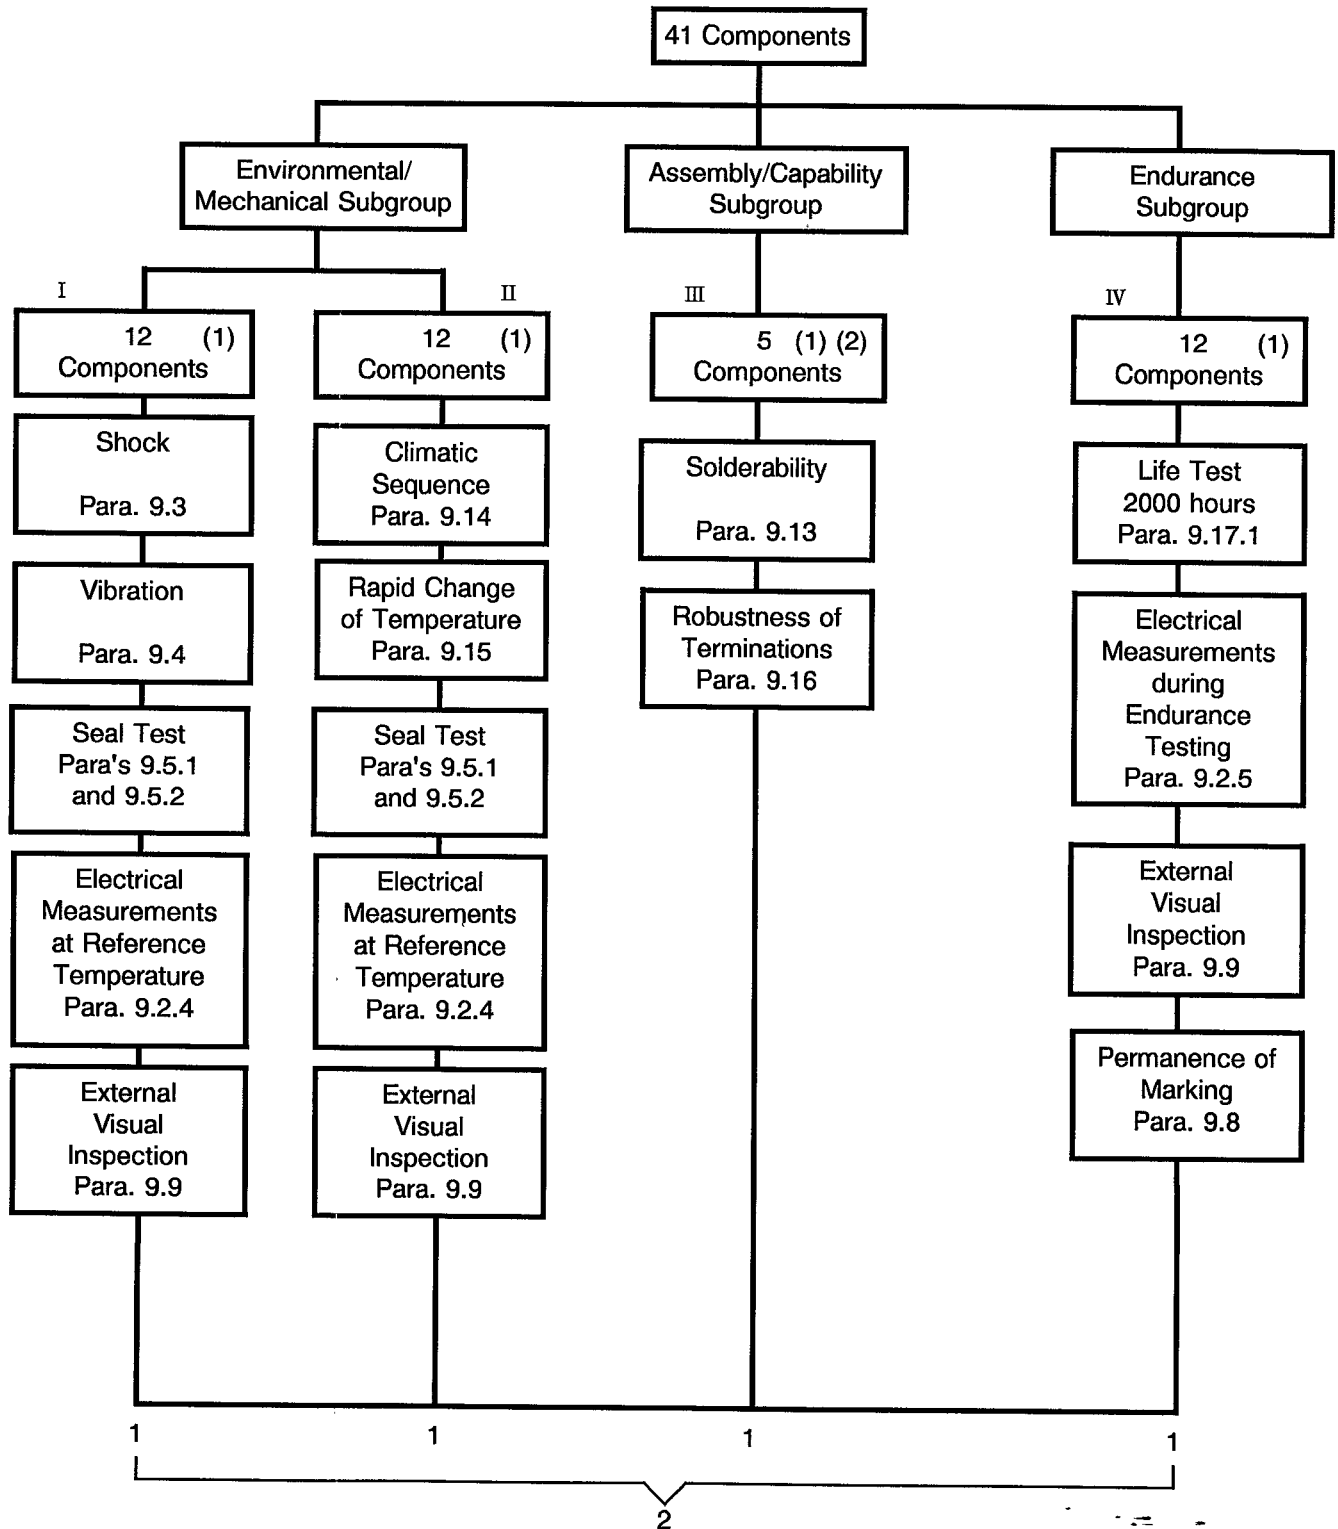 41 Components
Environmental/
Mechanical Subgroup
Assembly/Capability
Subgroup
Endurance
Subgroup
I
12 (1)
Components
Shock
Para. 9.3
Vibration
Para. 9.4
Seal Test
Para's 9.5.1
and 9.5.2
Electrical
Measurements
at Reference
Temperature
Para. 9.2.4
External
Visual
Inspection
Para. 9.9
II
12 (1)
Components
Climatic
Sequence
Para. 9.14
Rapid Change
of Temperature
Para. 9.15
Seal Test
Para's 9.5.1
and 9.5.2
Electrical
Measurements
at Reference
Temperature
Para. 9.2.4
External
Visual
Inspection
Para. 9.9
III
5 (1) (2)
Components
Solderability
Para. 9.13
Robustness of
Terminations
Para. 9.16
IV
12 (1)
Components
Life Test
2000 hours
Para. 9.17.1
Electrical
Measurements
during
Endurance
Testing
Para. 9.2.5
External
Visual
Inspection
Para. 9.9
Permanence of
Marking
Para. 9.8
1 1 1 1
2